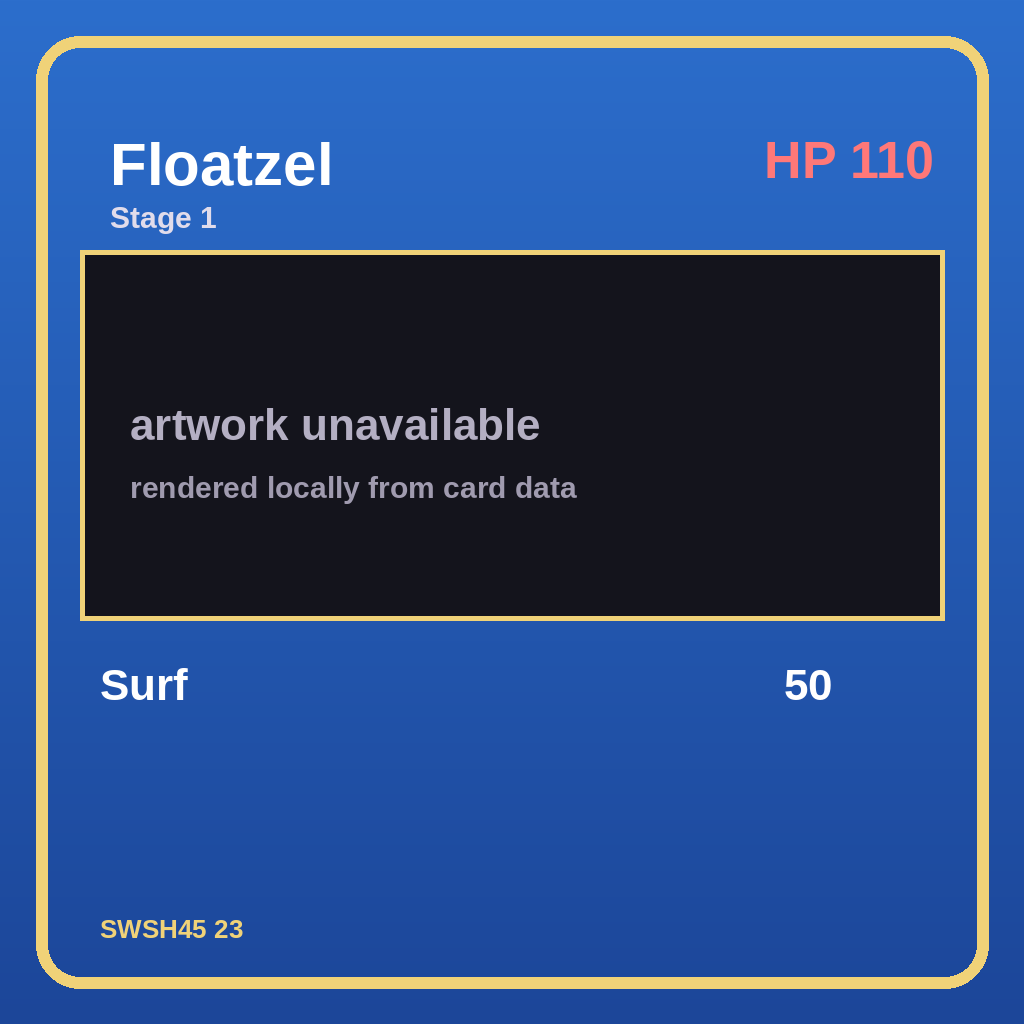 Floatzel
HP 110
Stage 1
artwork unavailable
rendered locally from card data
Surf
50
SWSH45 23